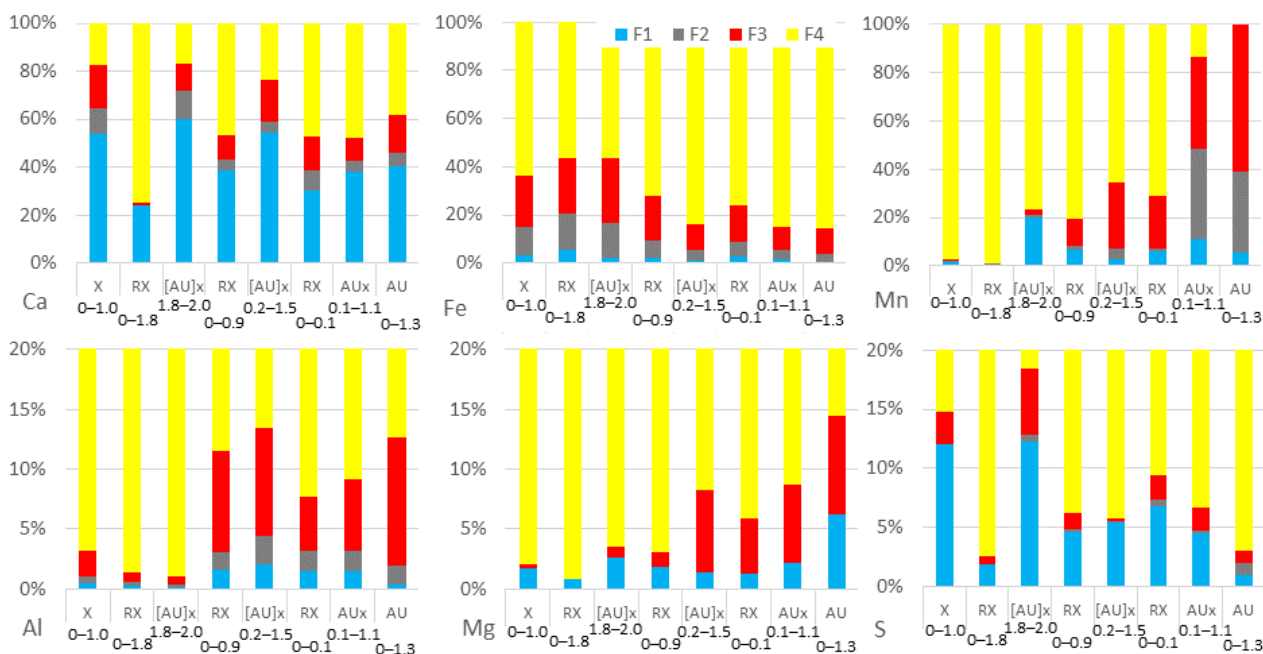 100%
80%
60%
40%
20%
0%
X RX [AU]x RX [AU]x RX AUx AU
0–1.0 1.8–2.0 0.2–1.5 0.1–1.1
0–1.8 0–0.9 0–0.1 0–1.3
Ca
100%
80%
60%
40%
20%
0%
F1 F2 F3 F4
X RX [AU]x RX [AU]x RX AUx AU
0–1.0 1.8–2.0 0.2–1.5 0.1–1.1
0–1.8 0–0.9 0–0.1 0–1.3
Fe
100%
80%
60%
40%
20%
0%
X RX [AU]x RX [AU]x RX AUx AU
0–1.0 1.8–2.0 0.2–1.5 0.1–1.1
0–1.8 0–0.9 0–0.1 0–1.3
Mn
20%
15%
10%
5%
0%
X RX [AU]x RX [AU]x RX AUx AU
0–1.0 1.8–2.0 0.2–1.5 0.1–1.1
0–1.8 0–0.9 0–0.1 0–1.3
Al
20%
15%
10%
5%
0%
X RX [AU]x RX [AU]x RX AUx AU
0–1.0 1.8–2.0 0.2–1.5 0.1–1.1
0–1.8 0–0.9 0–0.1 0–1.3
Mg
20%
15%
10%
5%
0%
X RX [AU]x RX [AU]x RX AUx AU
0–1.0 1.8–2.0 0.2–1.5 0.1–1.1
0–1.8 0–0.9 0–0.1 0–1.3
S